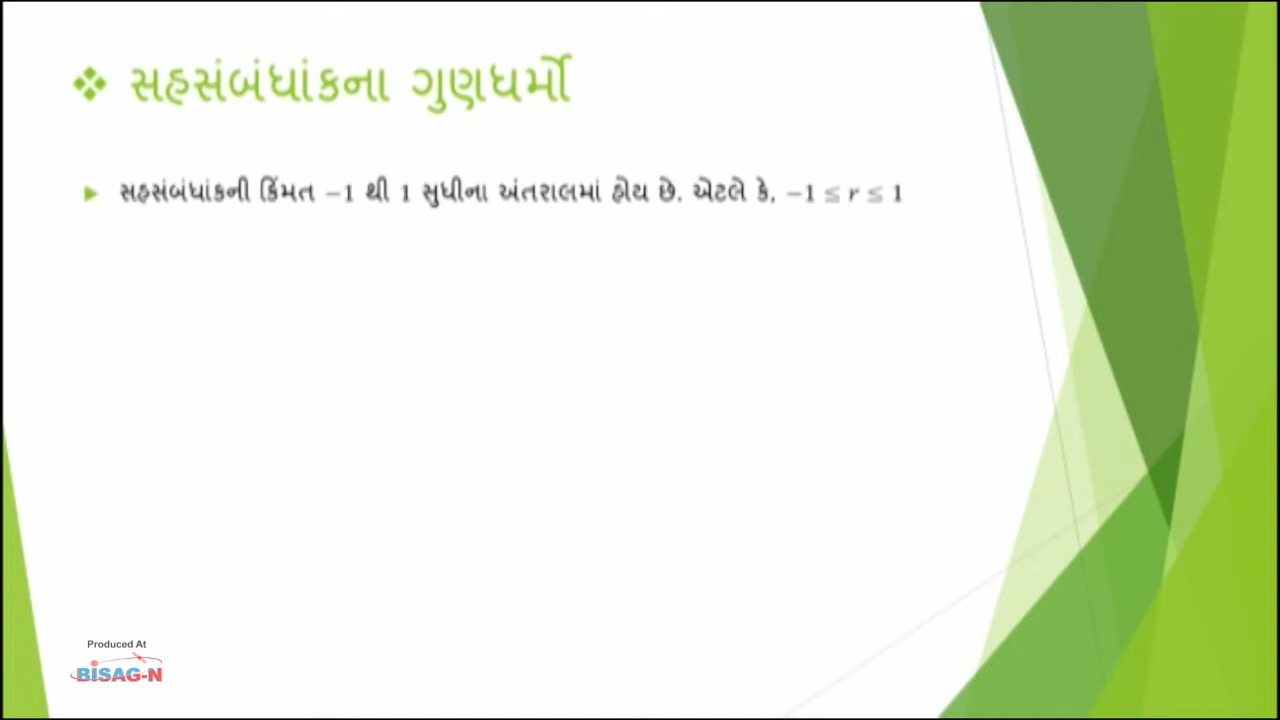 ❖ સહસંબંધાંકના ગુણધર્મો
સહસંબંધાંકની કિંમત −1 થી 1 સુધીના અંતરાલમાં હોય છે. એટલે કે, −1 ≤ r ≤ 1
Produced At
BISAG-N